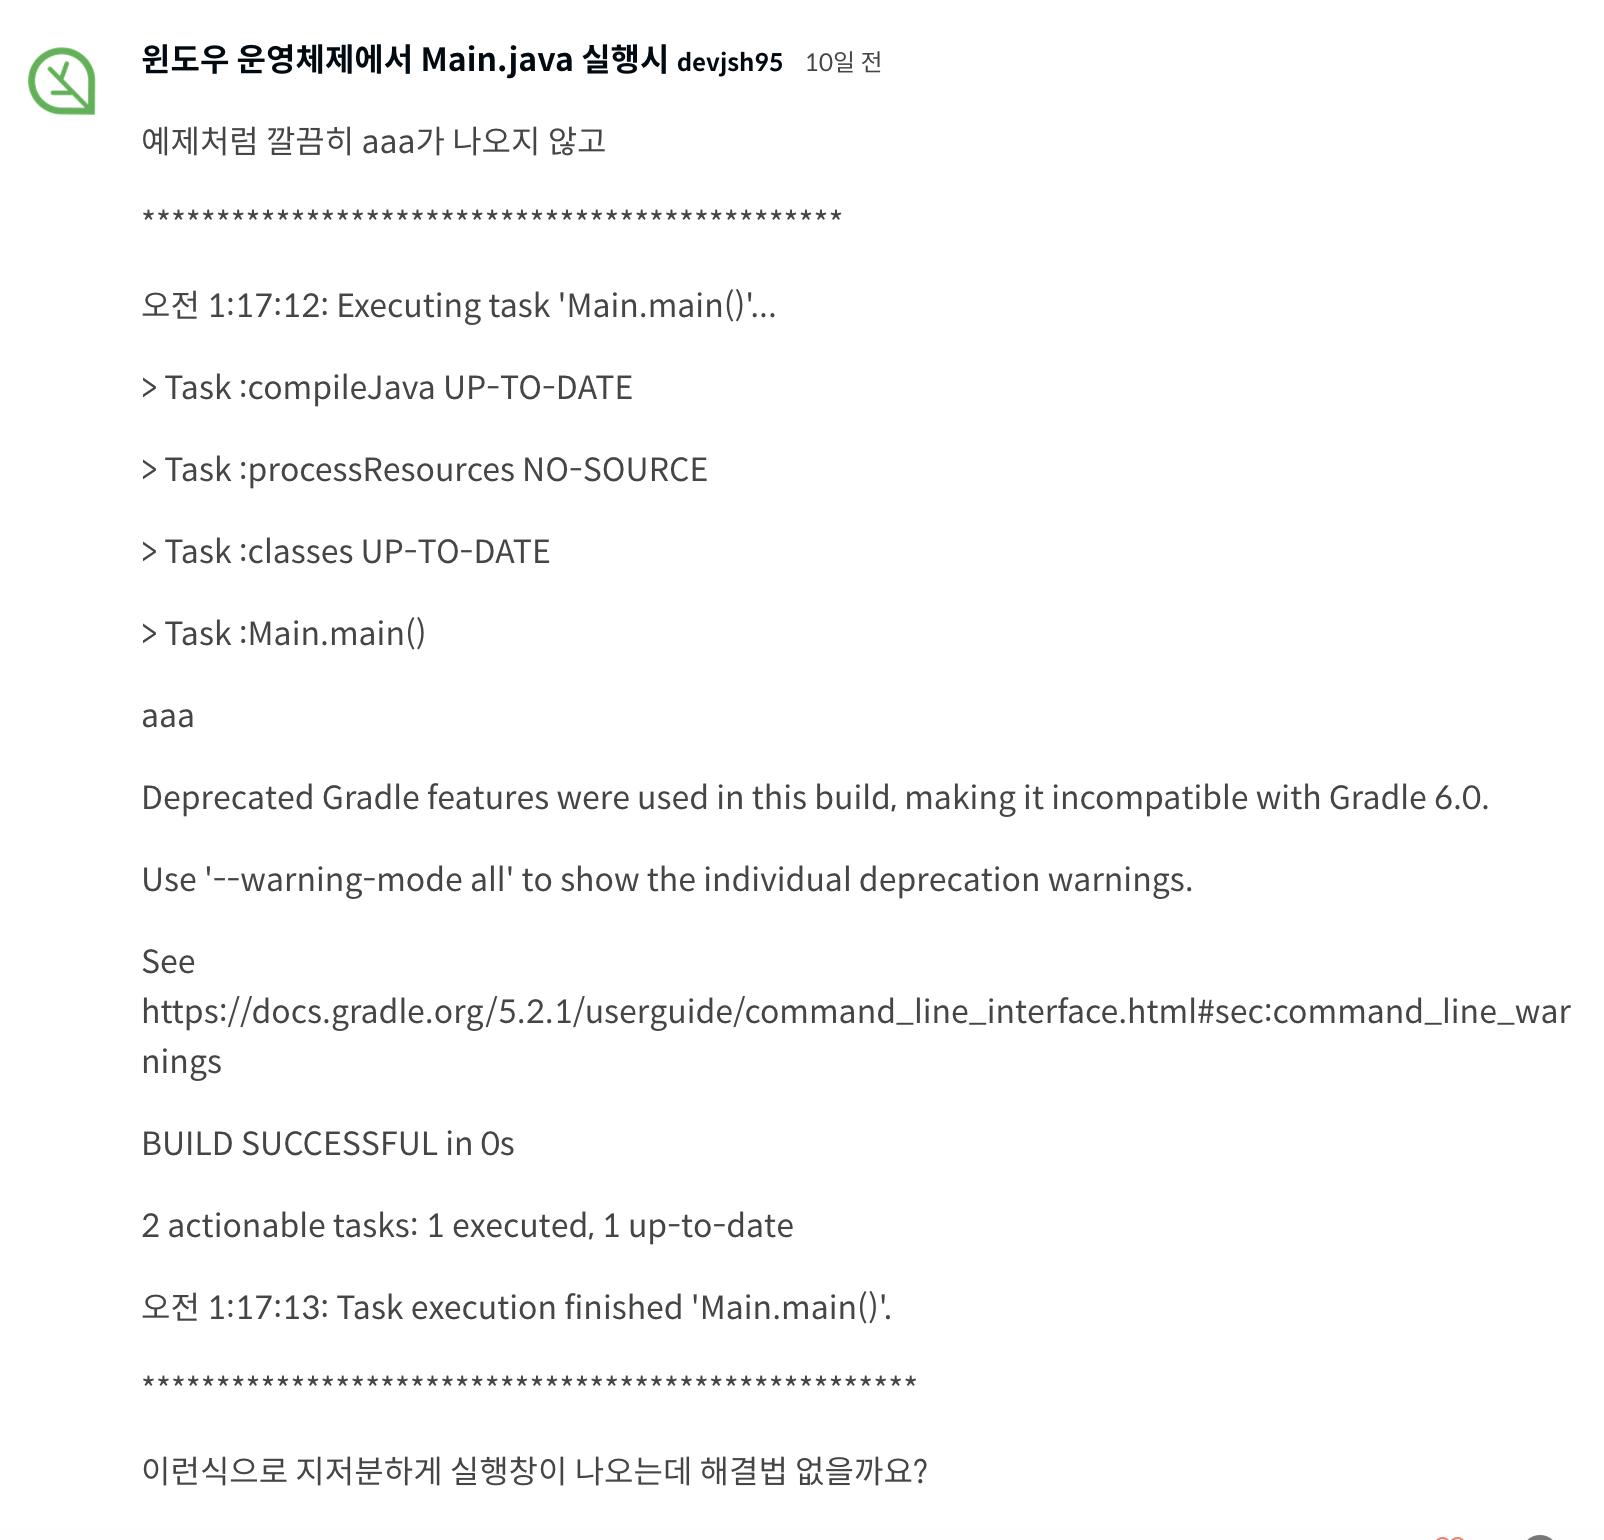 윈도우 운영체제에서 Main.java 실행시 devjsh95 10일 전
예제처럼 깔끔히 aaa가 나오지 않고
***********************************************
오전 1:17:12: Executing task 'Main.main()'...
> Task :compileJava UP-TO-DATE
> Task :processResources NO-SOURCE
> Task :classes UP-TO-DATE
> Task :Main.main()
aaa
Deprecated Gradle features were used in this build, making it incompatible with Gradle 6.0.
Use '--warning-mode all' to show the individual deprecation warnings.
See
https://docs.gradle.org/5.2.1/userguide/command_line_interface.html#sec:command_line_war
nings
BUILD SUCCESSFUL in 0s
2 actionable tasks: 1 executed, 1 up-to-date
오전 1:17:13: Task execution finished 'Main.main()'.
****************************************************
이런식으로 지저분하게 실행창이 나오는데 해결법 없을까요?